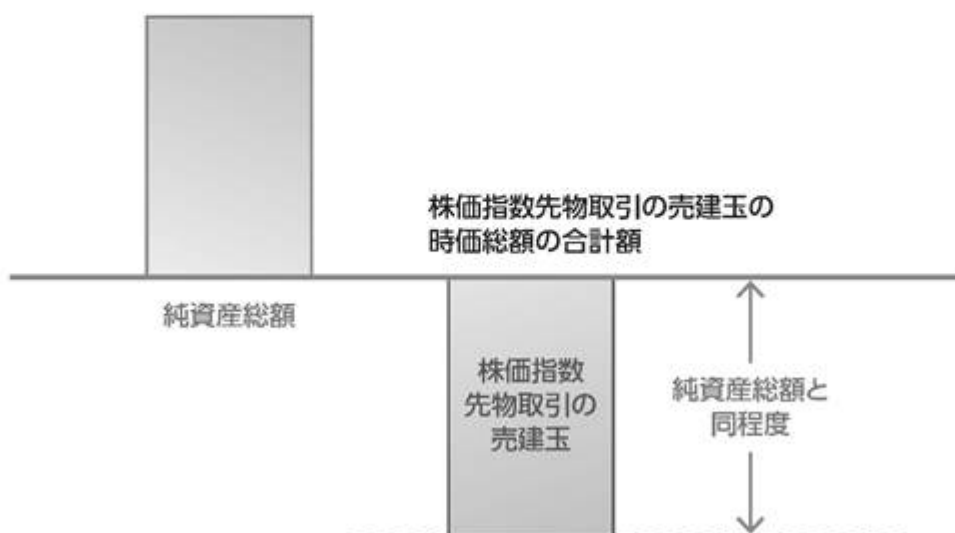 株価指数先物取引の売建玉の
時価総額の合計額
純資産総額
株価指数
先物取引の
売建玉
純資産総額と
同程度